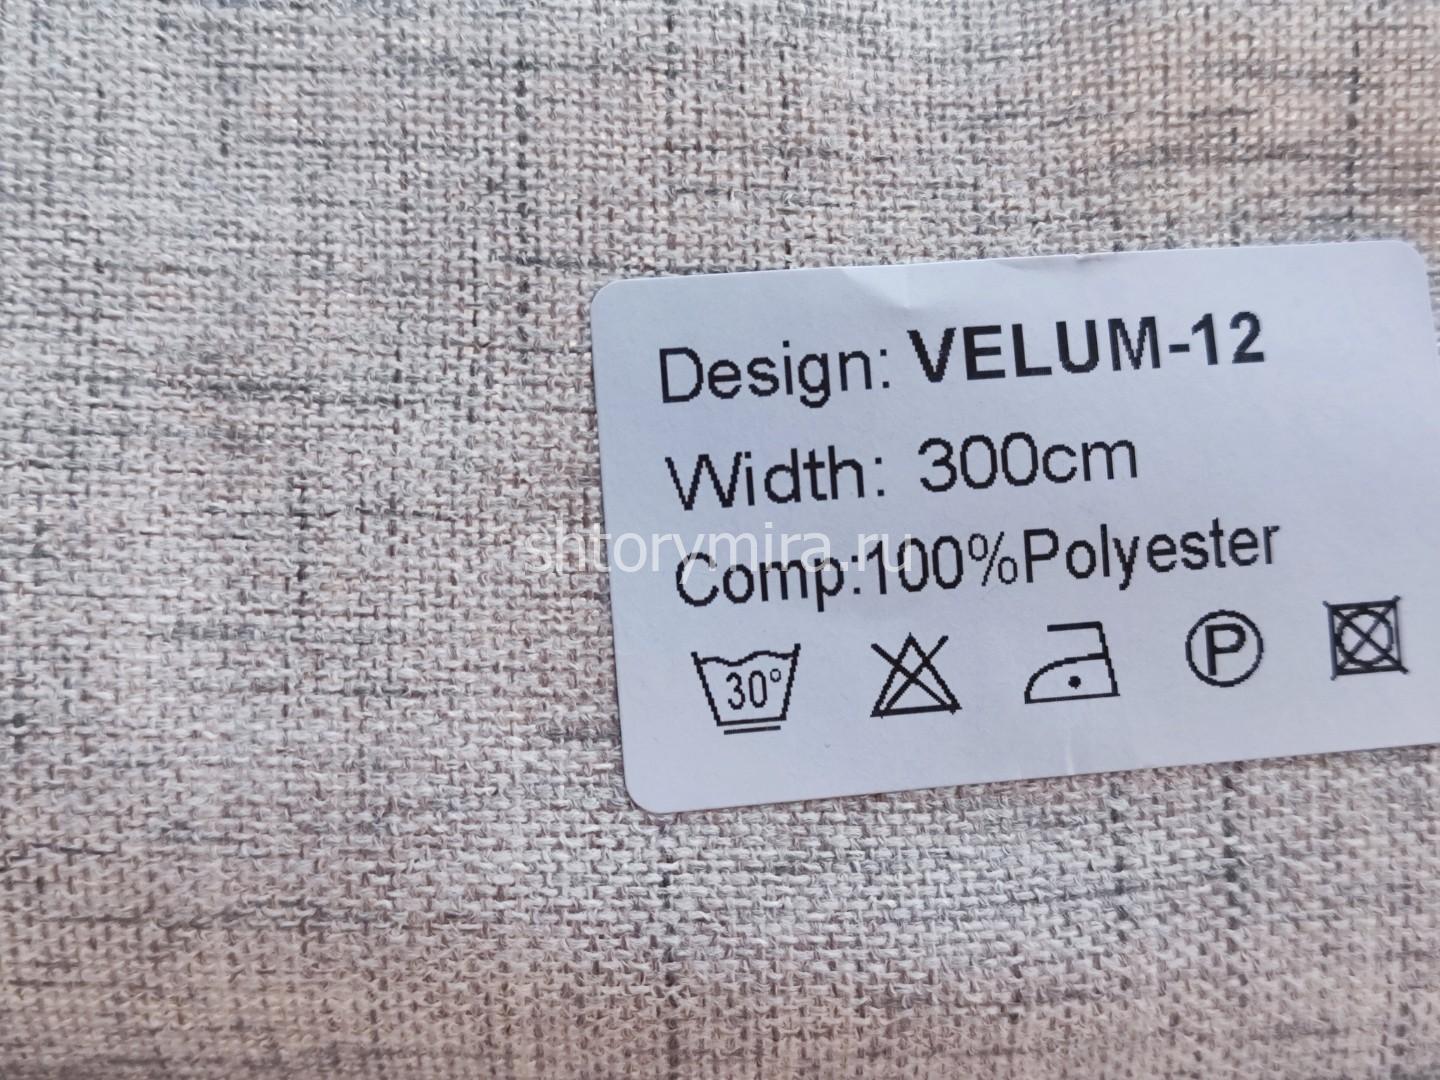 Design: VELUM-12
Width: 300cm
shtorymira.ru
Comp:100%Polyester
30°
P